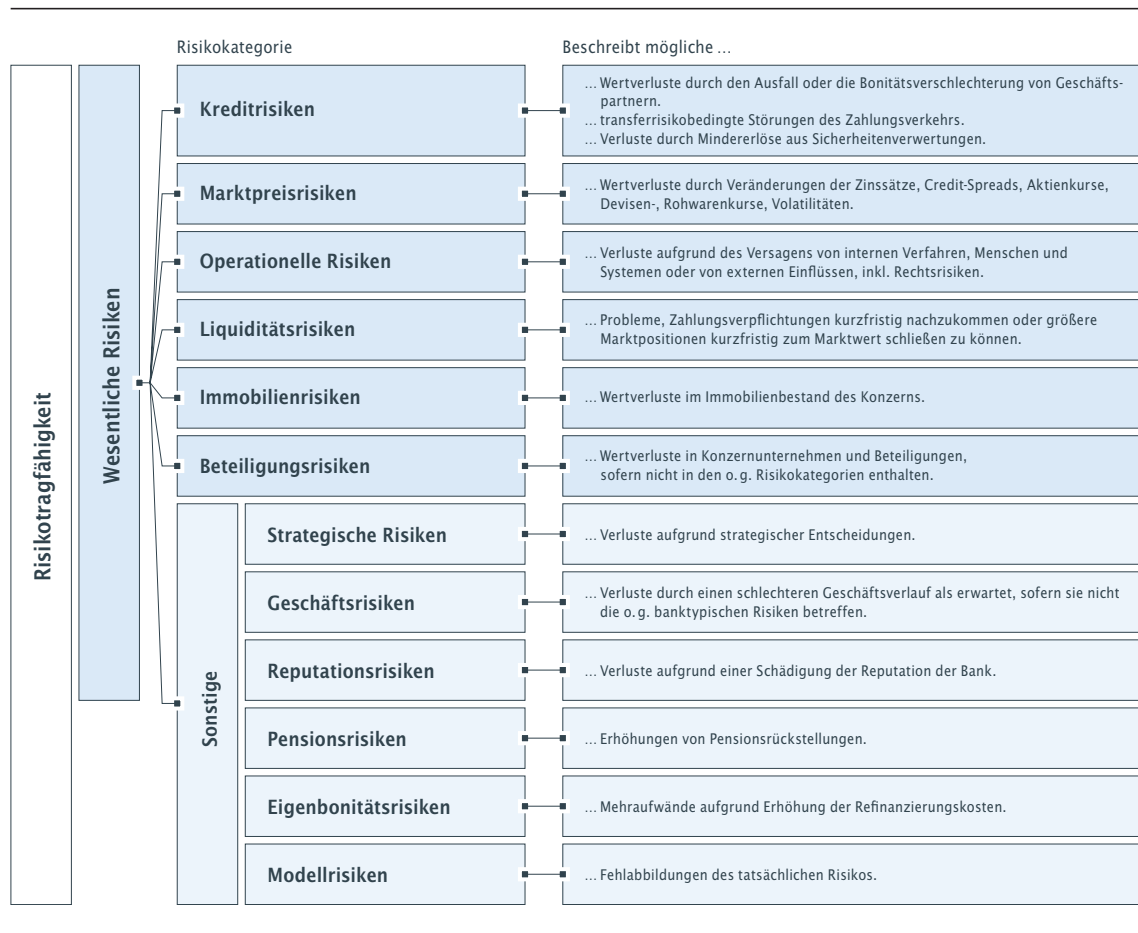 Risikokategorie
Beschreibt mögliche …
Risikotragfähigkeit
Wesentliche Risiken
Kreditrisiken
… Wertverluste durch den Ausfall oder die Bonitätsverschlechterung von Geschäfts-
partnern.
… transferrisikobedingte Störungen des Zahlungsverkehrs.
… Verluste durch Mindererlöse aus Sicherheitenverwertungen.
Marktpreisrisiken
… Wertverluste durch Veränderungen der Zinssätze, Credit-Spreads, Aktienkurse,
Devisen-, Rohwarenkurse, Volatilitäten.
Operationelle Risiken
… Verluste aufgrund des Versagens von internen Verfahren, Menschen und
Systemen oder von externen Einflüssen, inkl. Rechtsrisiken.
Liquiditätsrisiken
… Probleme, Zahlungsverpflichtungen kurzfristig nachzukommen oder größere
Marktpositionen kurzfristig zum Marktwert schließen zu können.
Immobilienrisiken
… Wertverluste im Immobilienbestand des Konzerns.
Beteiligungsrisiken
… Wertverluste in Konzernunternehmen und Beteiligungen,
sofern nicht in den o. g. Risikokategorien enthalten.
Sonstige
Strategische Risiken
… Verluste aufgrund strategischer Entscheidungen.
Geschäftsrisiken
… Verluste durch einen schlechteren Geschäftsverlauf als erwartet, sofern sie nicht
die o. g. banktypischen Risiken betreffen.
Reputationsrisiken
… Verluste aufgrund einer Schädigung der Reputation der Bank.
Pensionsrisiken
… Erhöhungen von Pensionsrückstellungen.
Eigenbonitätsrisiken
… Mehraufwände aufgrund Erhöhung der Refinanzierungskosten.
Modellrisiken
… Fehlabbildungen des tatsächlichen Risikos.